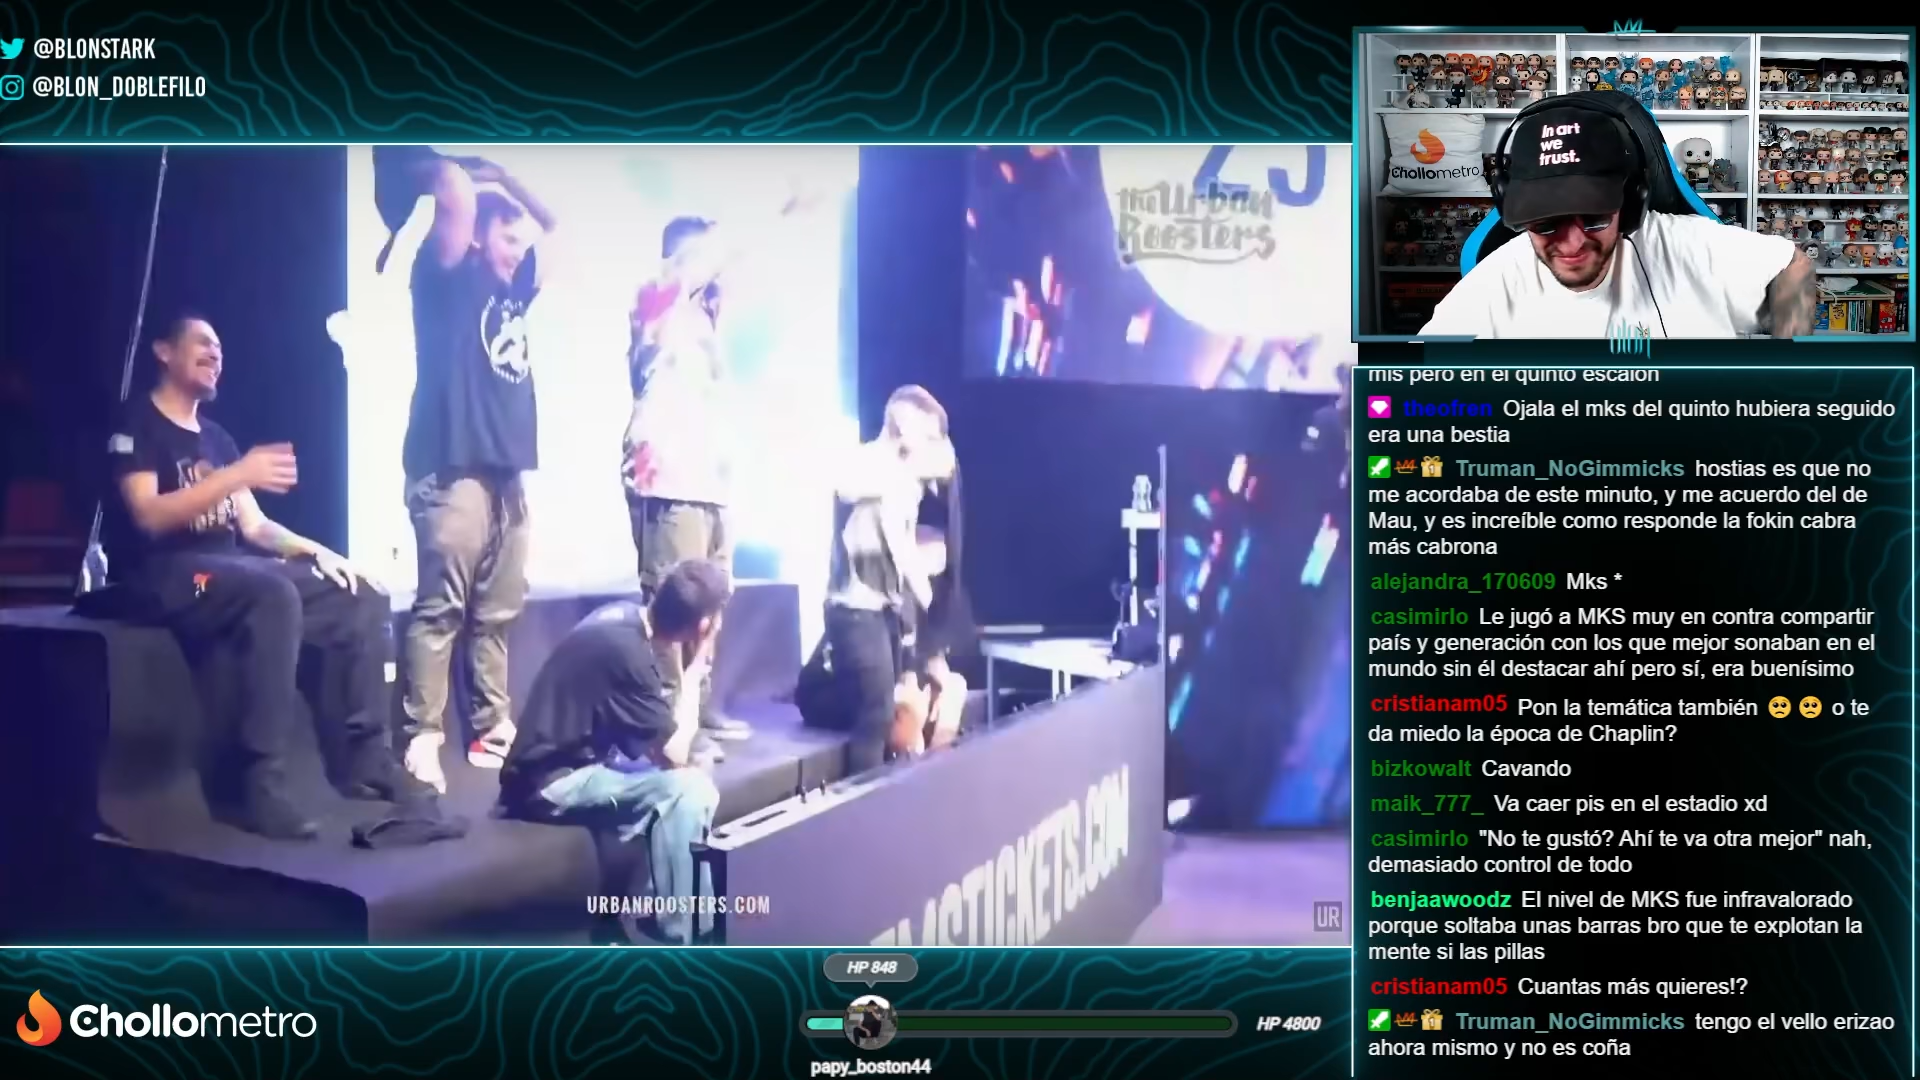 @BLONSTARK
@BLON_DOBLEFILO
the Urban
Roosters
In art
we
trust.
Chollometro
mis pero en el quinto escalón
theofren Ojala el mks del quinto hubiera seguido
era una bestia
Truman_NoGimmicks hostias es que no
me acordaba de este minuto, y me acuerdo del de
Mau, y es increíble como responde la fokin cabra
más cabrona
alejandra_170609 Mks *
casimirlo Le jugó a MKS muy en contra compartir
país y generación con los que mejor sonaban en el
mundo sin él destacar ahí pero sí, era buenísimo
cristianam05 Pon la temática también 🥺 🥺 o te
da miedo la época de Chaplin?
bizkowalt Cavando
maik_777_ Va caer pis en el estadio xd
casimirlo "No te gustó? Ahí te va otra mejor" nah,
demasiado control de todo
benjaawoodz El nivel de MKS fue infravalorado
porque soltaba unas barras bro que te explotan la
mente si las pillas
cristianam05 Cuantas más quieres!?
Truman_NoGimmicks tengo el vello erizao
ahora mismo y no es coña
URBANROOSTERS.COM
UR
MSTICKETS.COM
HP 848
HP 4800
papy_boston44
Chollometro